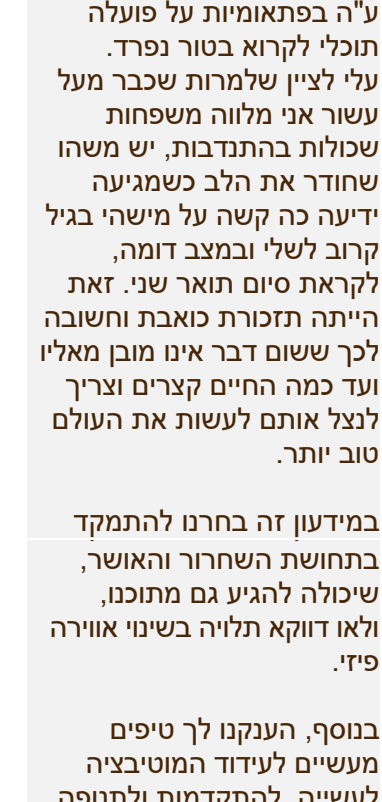 ע"ה בפתאומיות על פועלה
תוכלי לקרוא בטור נפרד.
עלי לציין שלמרות שכבר מעל
עשור אני מלווה משפחות
שכולות בהתנדבות, יש משהו
שחודר את הלב כשמגיעה
ידיעה כה קשה על מישהי בגיל
קרוב לשלי ובמצב דומה,
לקראת סיום תואר שני. זאת
הייתה תזכורת כואבת וחשובה
לכך ששום דבר אינו מובן מאליו
ועד כמה החיים קצרים וצריך
לנצל אותם לעשות את העולם
טוב יותר.
במידעון זה בחרנו להתמקד
בתחושת השחרור והאושר,
שיכולה להגיע גם מתוכנו,
ולאו דווקא תלויה בשינוי אווירה
פיזי.
בנוסף, הענקנו לך טיפים
מעשיים לעידוד המוטיבציה
לעשייה, להתקדמות ולתנופה